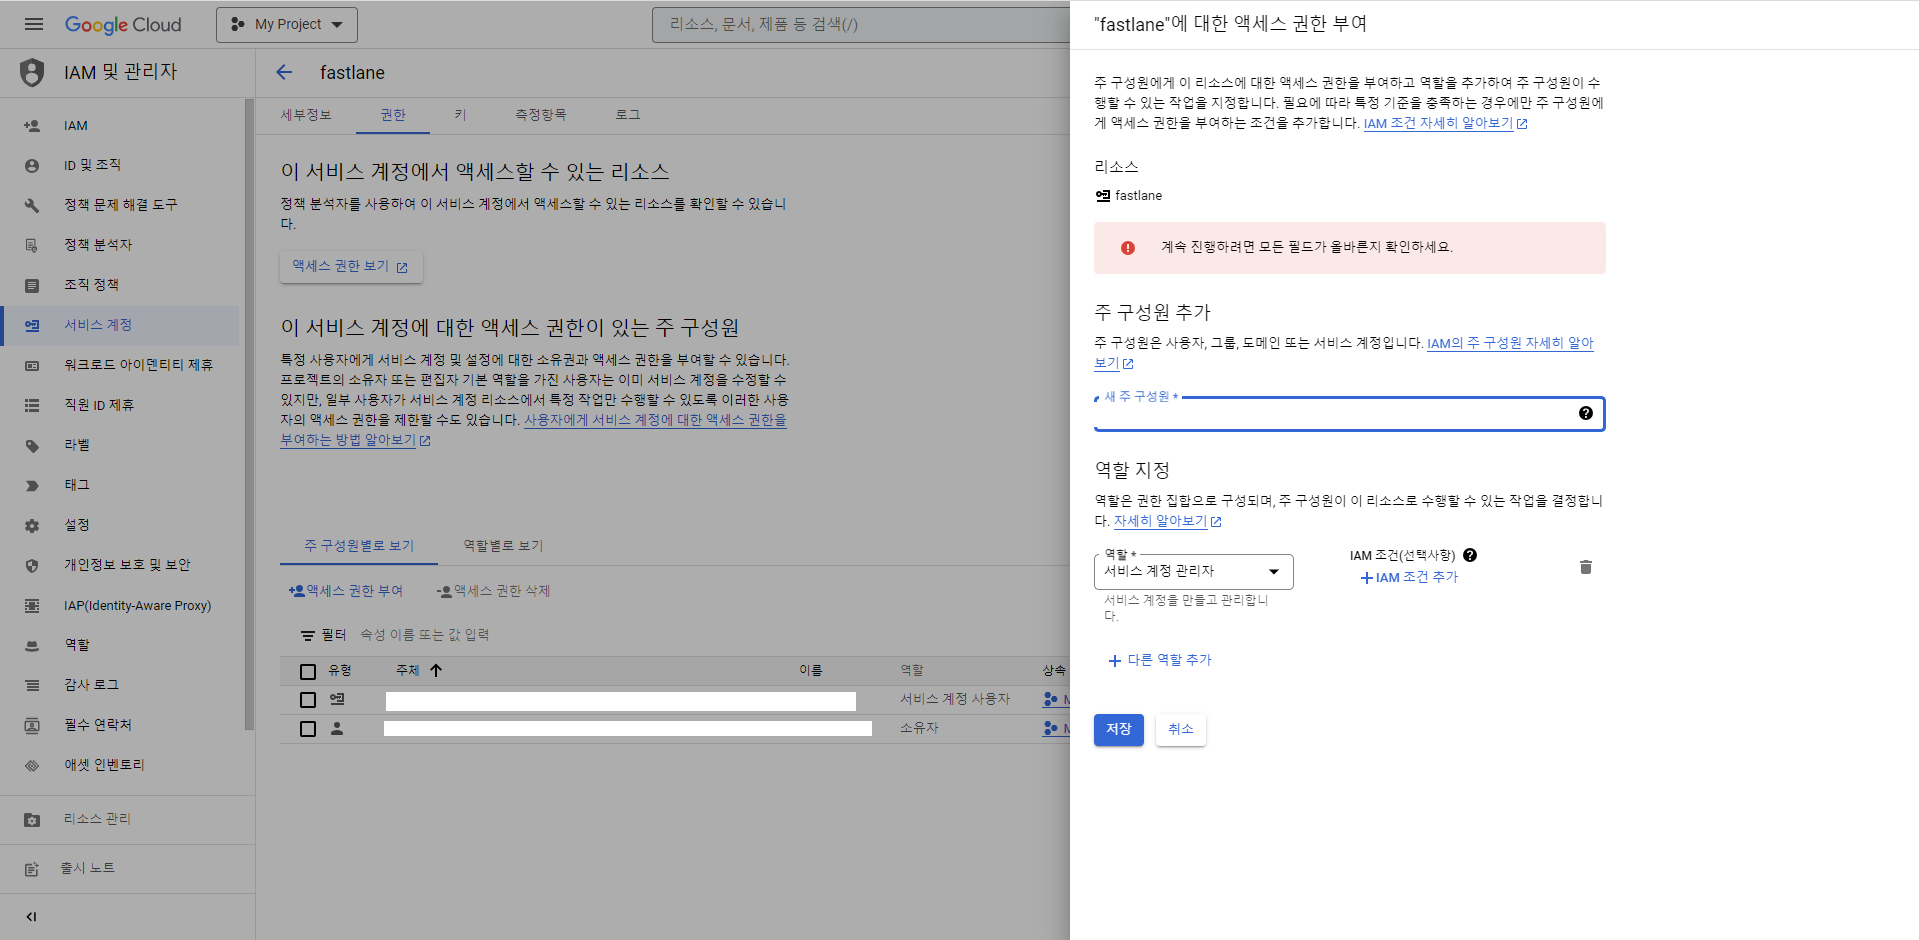 Google Cloud
My Project
리소스, 문서, 제품 등 검색(/)
IAM 및 관리자
IAM
ID 및 조직
정책 문제 해결 도구
정책 분석자
조직 정책
서비스 계정
워크로드 아이덴티티 제휴
직원 ID 제휴
라벨
태그
설정
개인정보 보호 및 보안
IAP(Identity-Aware Proxy)
역할
감사 로그
필수 연락처
애셋 인벤토리
리소스 관리
출시 노트
fastlane
세부정보 권한 키 측정항목 로그
이 서비스 계정에서 액세스할 수 있는 리소스
정책 분석자를 사용하여 이 서비스 계정에서 액세스할 수 있는 리소스를 확인할 수 있습니
다.
액세스 권한 보기
이 서비스 계정에 대한 액세스 권한이 있는 주 구성원
특정 사용자에게 서비스 계정 및 설정에 대한 소유권과 액세스 권한을 부여할 수 있습니다.
프로젝트의 소유자 또는 편집자 기본 역할을 가진 사용자는 이미 서비스 계정을 수정할 수
있지만, 일부 사용자가 서비스 계정 리소스에서 특정 작업만 수행할 수 있도록 이러한 사용
자의 액세스 권한을 제한할 수도 있습니다. 사용자에게 서비스 계정에 대한 액세스 권한을
부여하는 방법 알아보기
주 구성원별로 보기 역할별로 보기
액세스 권한 부여 액세스 권한 삭제
필터 속성 이름 또는 값 입력
유형 주체 이름 역할 상속
서비스 계정 사용자 M
소유자 M
"fastlane"에 대한 액세스 권한 부여
주 구성원에게 이 리소스에 대한 액세스 권한을 부여하고 역할을 추가하여 주 구성원이 수
행할 수 있는 작업을 지정합니다. 필요에 따라 특정 기준을 충족하는 경우에만 주 구성원에
게 액세스 권한을 부여하는 조건을 추가합니다. IAM 조건 자세히 알아보기
리소스
fastlane
계속 진행하려면 모든 필드가 올바른지 확인하세요.
주 구성원 추가
주 구성원은 사용자, 그룹, 도메인 또는 서비스 계정입니다. IAM의 주 구성원 자세히 알아
보기
새 주 구성원 *
역할 지정
역할은 권한 집합으로 구성되며, 주 구성원이 이 리소스로 수행할 수 있는 작업을 결정합니
다. 자세히 알아보기
역할 *
서비스 계정 관리자
서비스 계정을 만들고 관리합니
다.
IAM 조건(선택사항)
IAM 조건 추가
다른 역할 추가
저장 취소